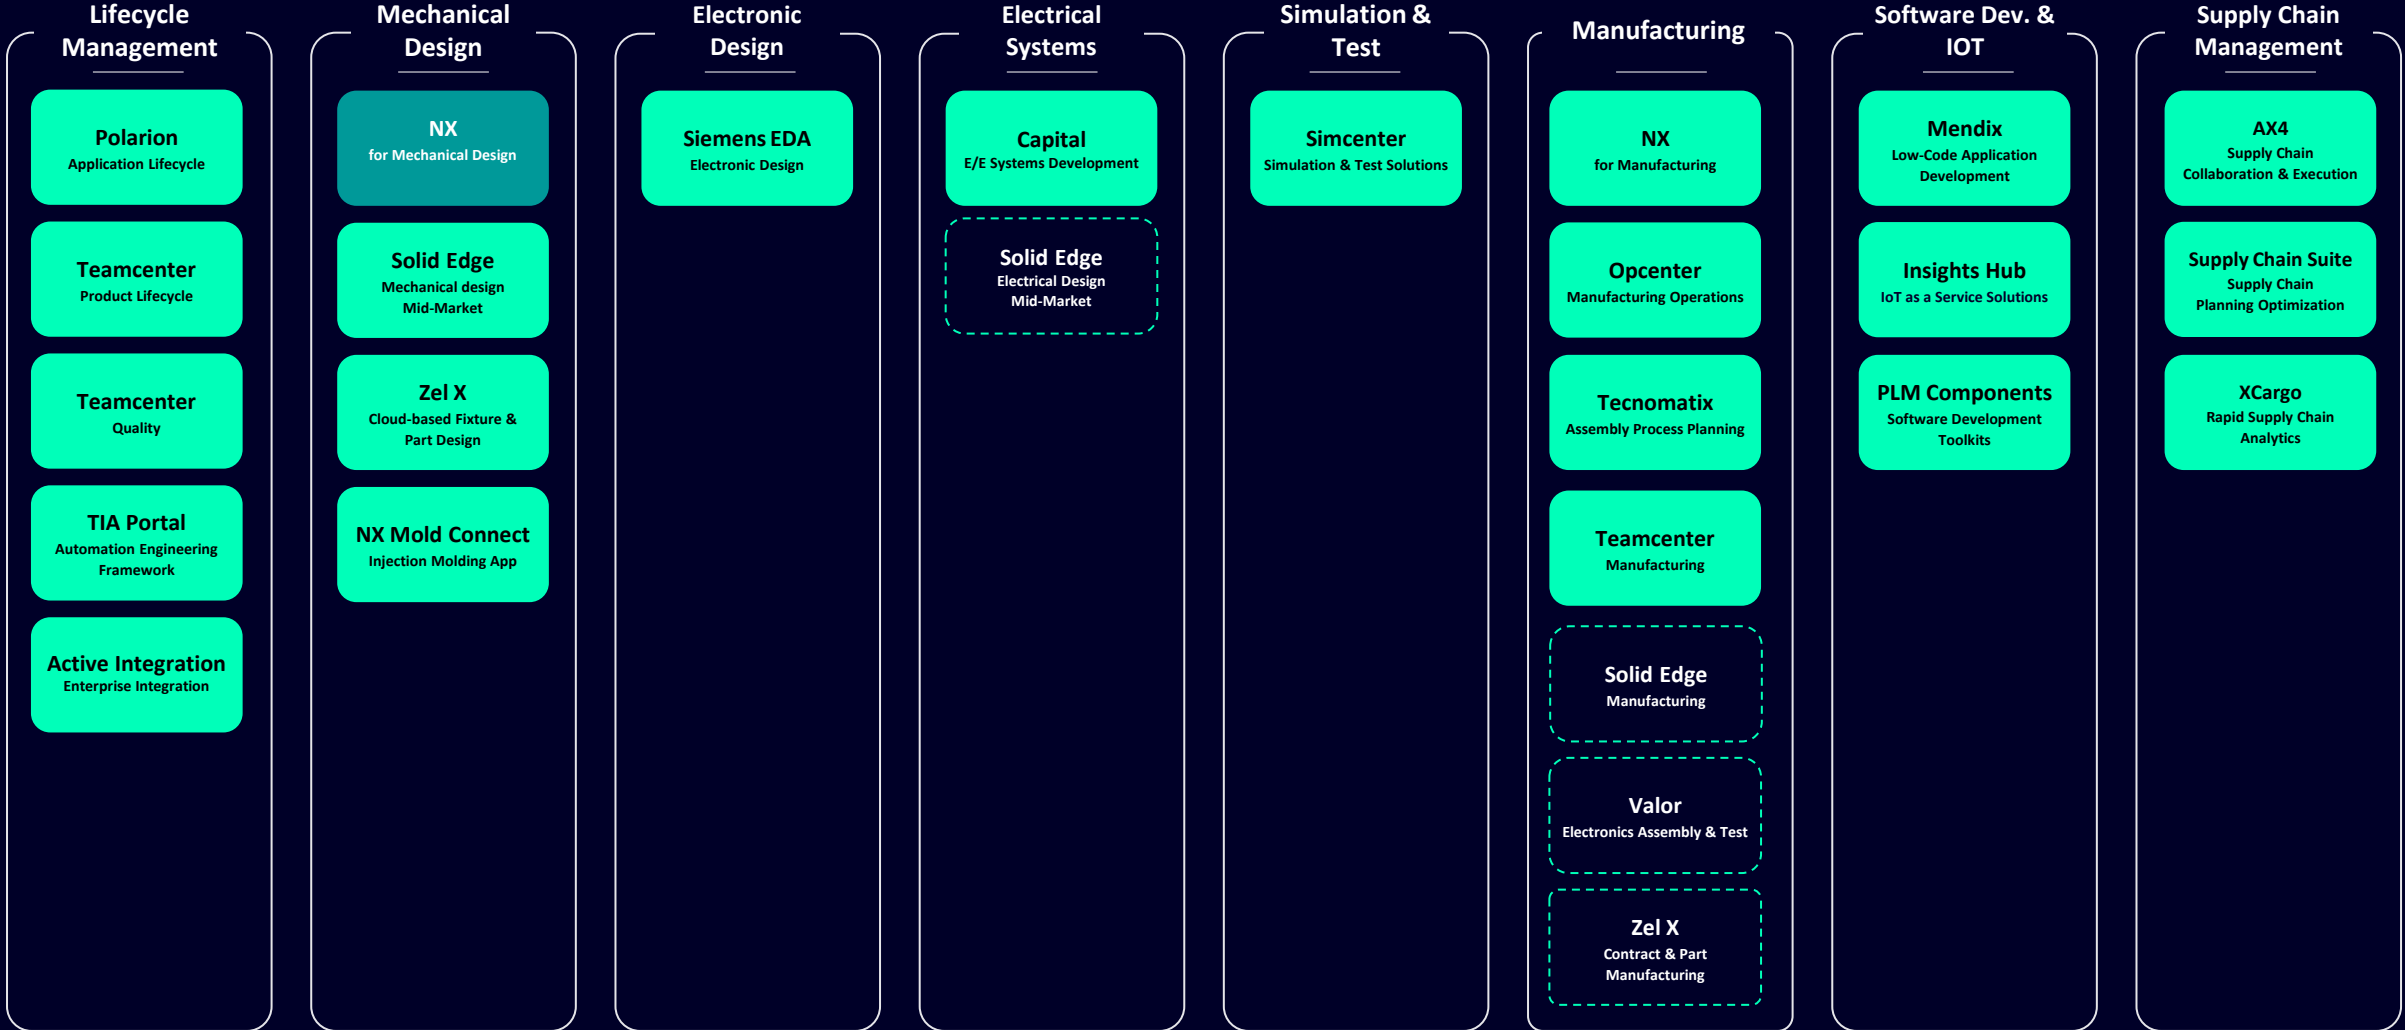 Lifecycle
Management
Polarion
Application Lifecycle
Teamcenter
Product Lifecycle
Teamcenter
Quality
TIA Portal
Automation Engineering
Framework
Active Integration
Enterprise Integration
Mechanical
Design
NX
for Mechanical Design
Solid Edge
Mechanical design
Mid-Market
Zel X
Cloud-based Fixture &
Part Design
NX Mold Connect
Injection Molding App
Electronic
Design
Siemens EDA
Electronic Design
Electrical
Systems
Capital
E/E Systems Development
Solid Edge
Electrical Design
Mid-Market
Simulation &
Test
Simcenter
Simulation & Test Solutions
Manufacturing
NX
for Manufacturing
Opcenter
Manufacturing Operations
Tecnomatix
Assembly Process Planning
Teamcenter
Manufacturing
Solid Edge
Manufacturing
Valor
Electronics Assembly & Test
Zel X
Contract & Part
Manufacturing
Software Dev. &
IOT
Mendix
Low-Code Application
Development
Insights Hub
IoT as a Service Solutions
PLM Components
Software Development
Toolkits
Supply Chain
Management
AX4
Supply Chain
Collaboration & Execution
Supply Chain Suite
Supply Chain
Planning Optimization
XCargo
Rapid Supply Chain
Analytics